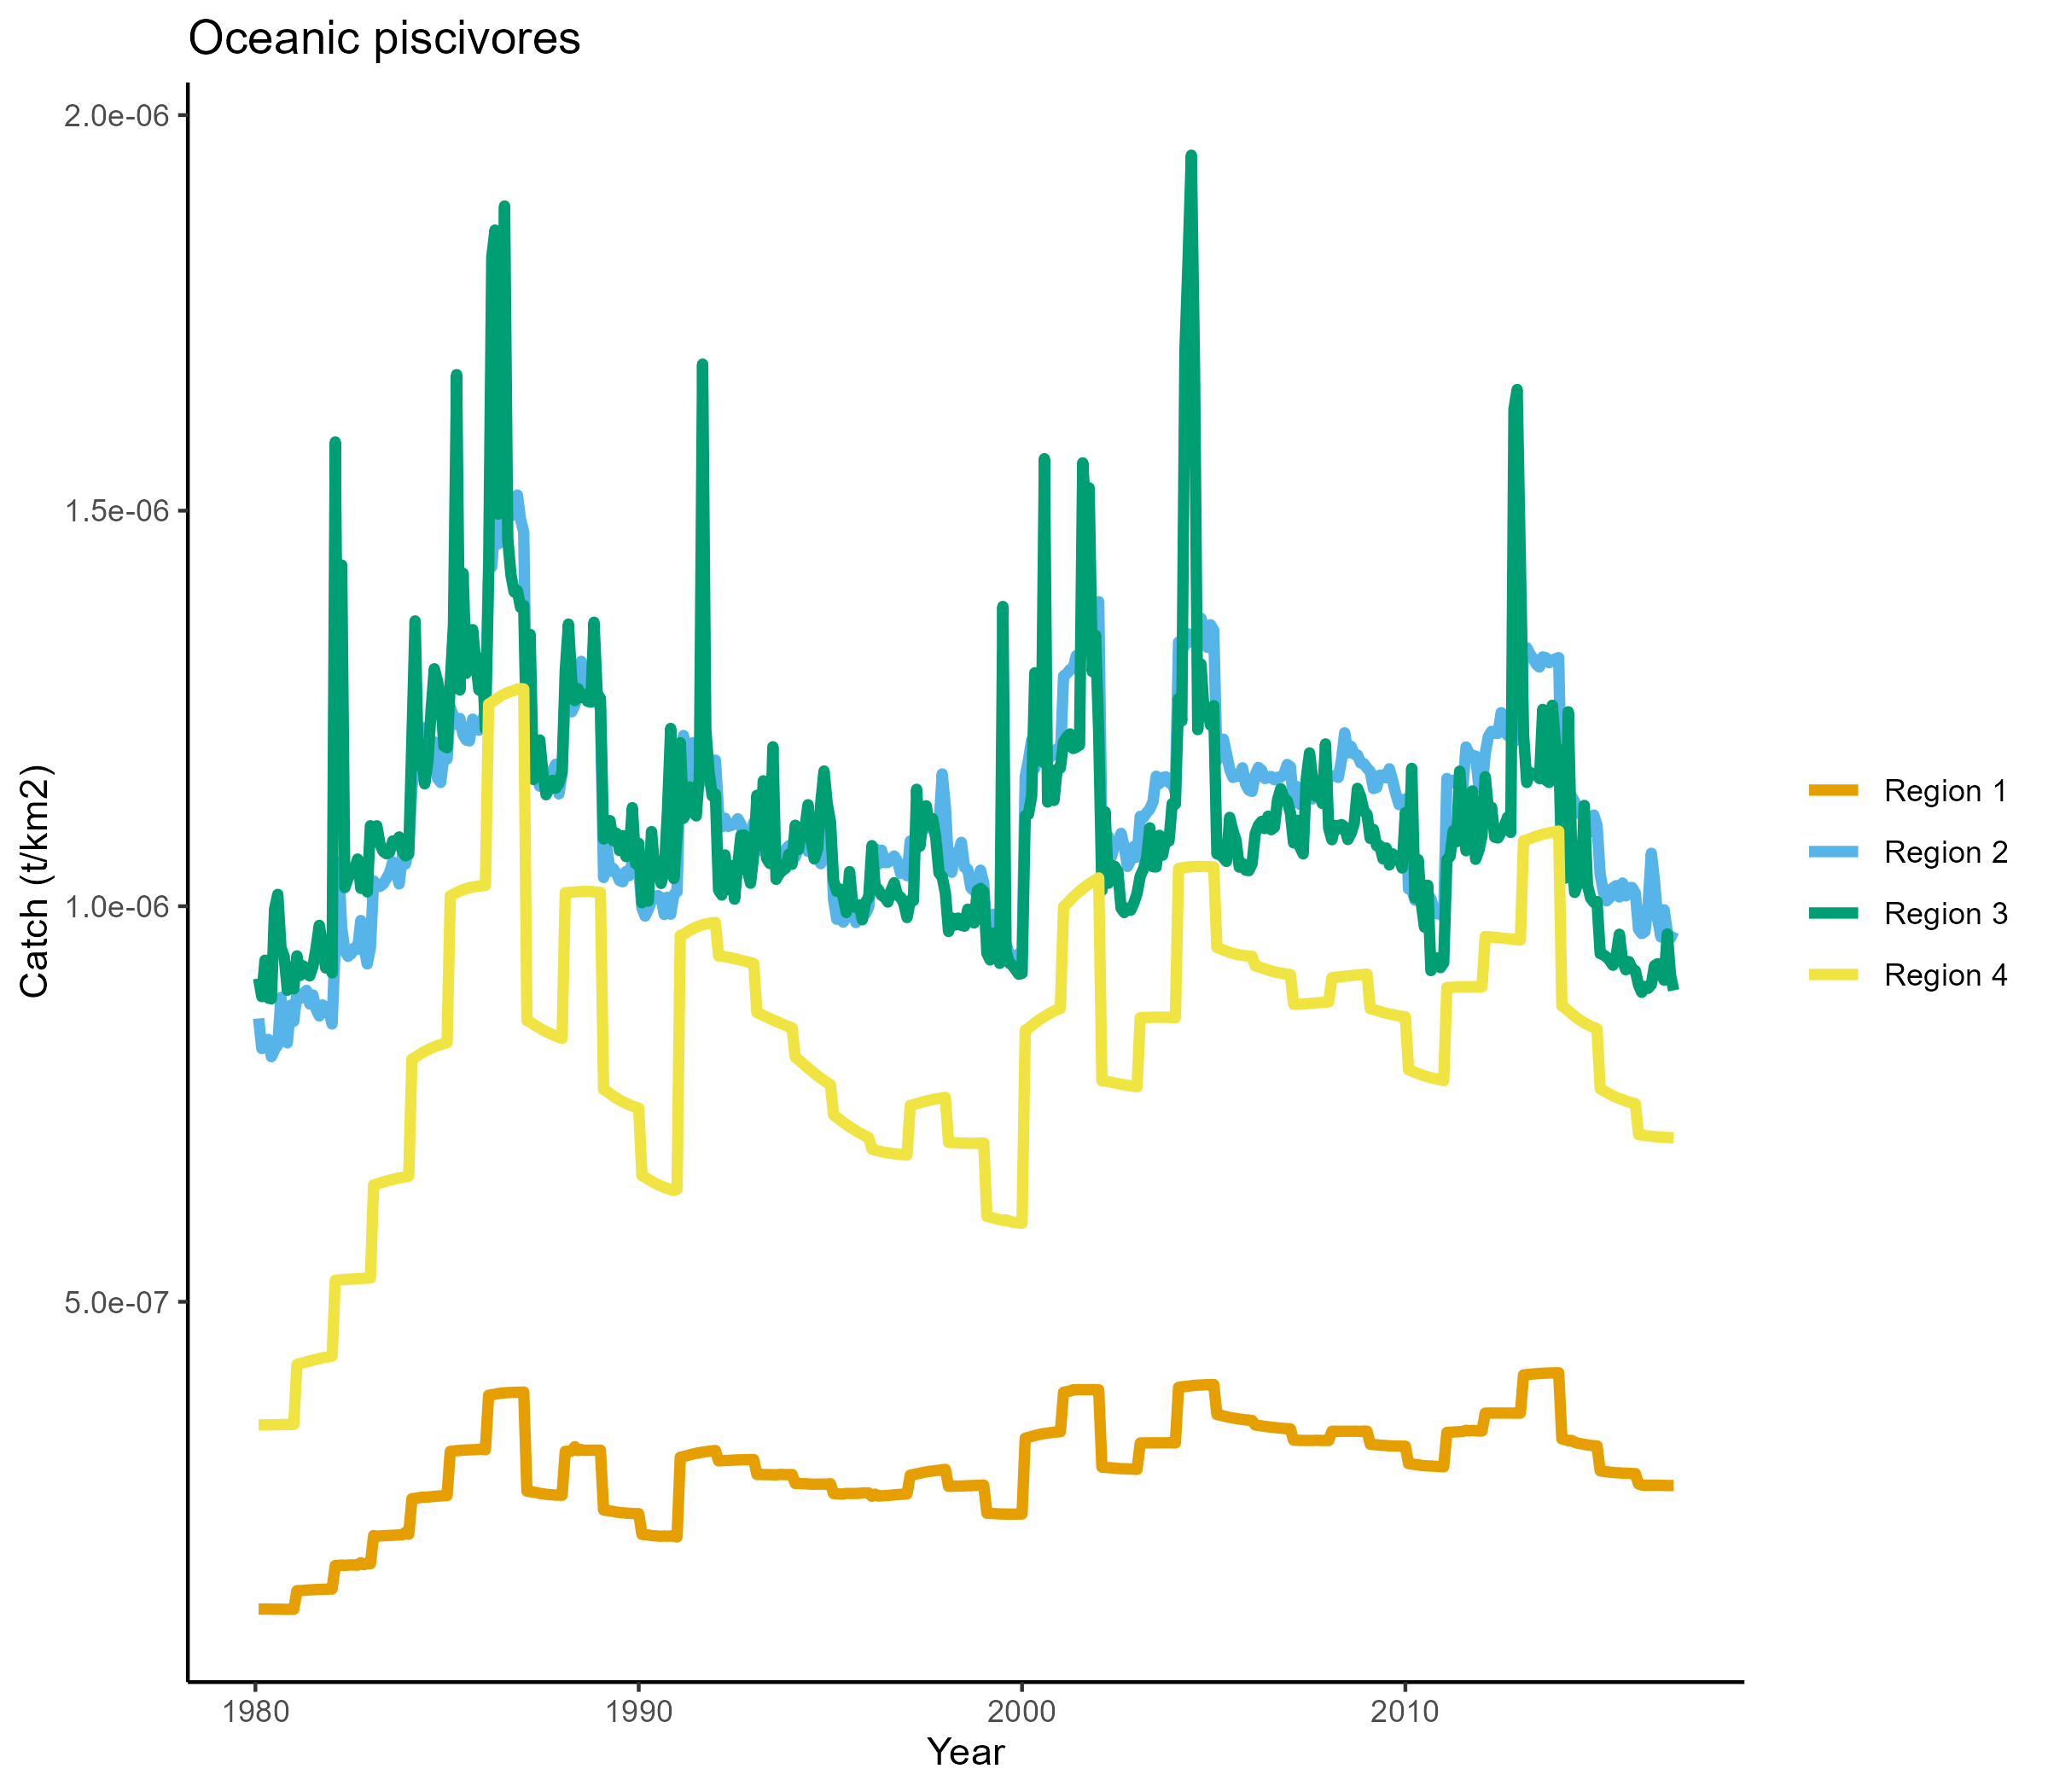 Oceanic piscivores
2.0e-06
1.5e-06
1.0e-06
5.0e-07
Catch (t/km2)
1980
1990
2000
2010
Year
Region 1
Region 2
Region 3
Region 4